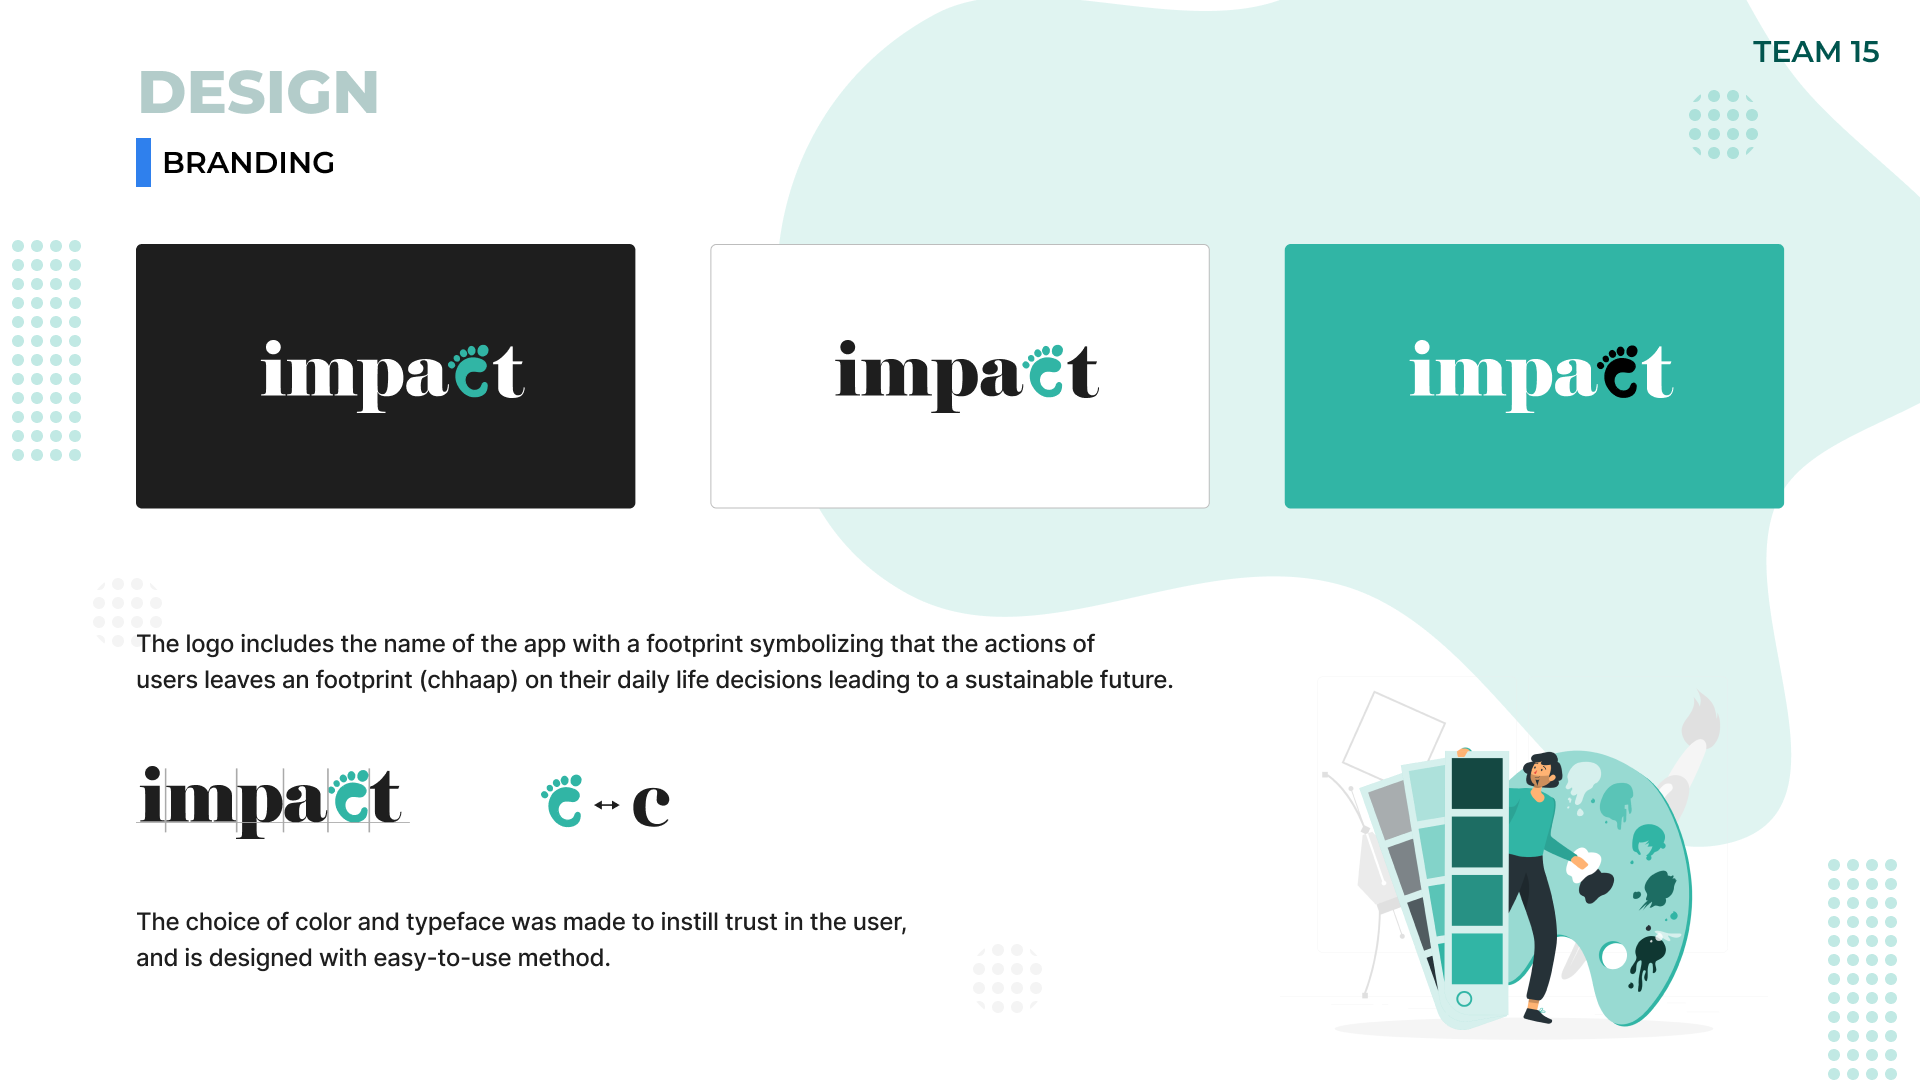 TEAM 15
DESIGN
BRANDING
impact
impact
impact
The logo includes the name of the app with a footprint symbolizing that the actions of
users leaves an footprint (chhaap) on their daily life decisions leading to a sustainable future.
impact
c ↔ c
The choice of color and typeface was made to instill trust in the user,
and is designed with easy-to-use method.